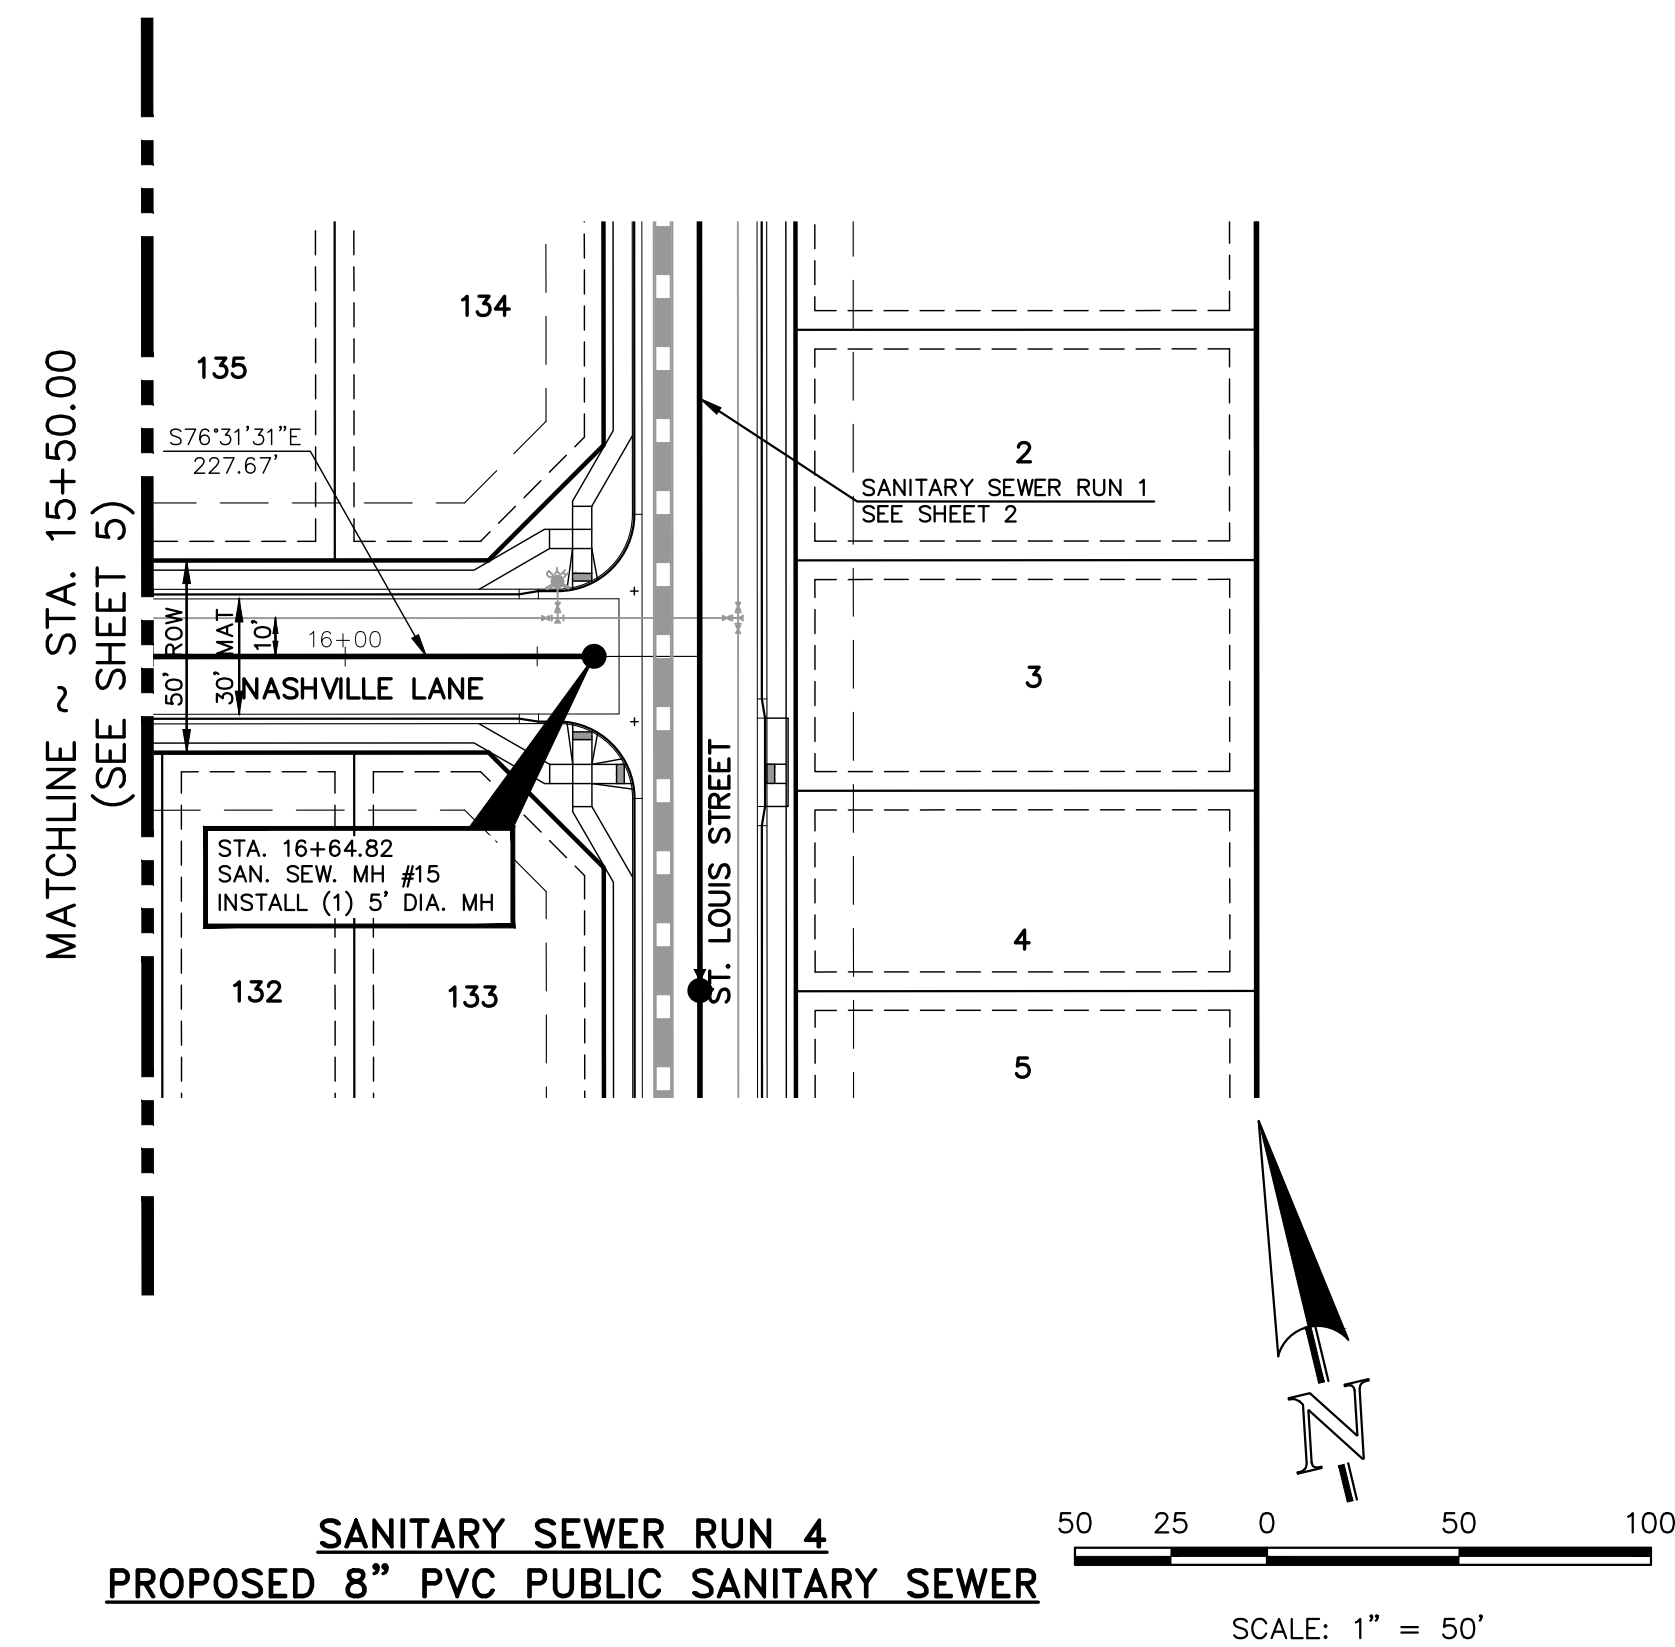 MATCHLINE ~ STA. 15+50.00
(SEE SHEET 5)
134
135
S76°31'31"E
227.67'
2
SANITARY SEWER RUN 1
SEE SHEET 2
50' ROW
30' MAT
10'
16+00
NASHVILLE LANE
3
ST. LOUIS STREET
STA. 16+64.82
SAN. SEW. MH #15
INSTALL (1) 5' DIA. MH
4
132
133
5
N
SANITARY SEWER RUN 4
PROPOSED 8" PVC PUBLIC SANITARY SEWER
50 25 0 50 100
SCALE: 1" = 50'